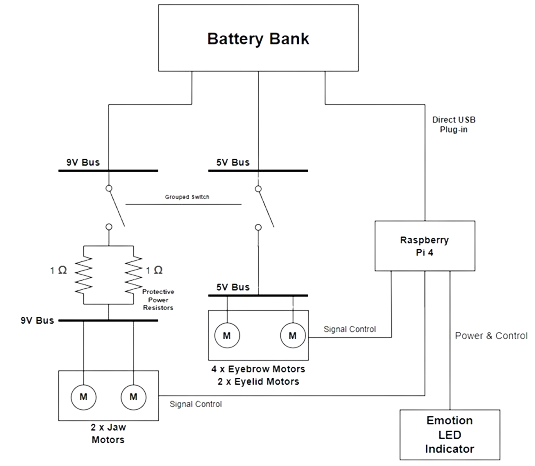 Battery Bank
Direct USB
Plug-in
9V Bus
5V Bus
Grouped Switch
Raspberry
Pi 4
1 Ω
1 Ω
Protective
Power
Resistors
5V Bus
9V Bus
M
M
Signal Control
Power & Control
4 x Eyebrow Motors
2 x Eyelid Motors
M
M
Signal Control
2 x Jaw
Motors
Emotion
LED
Indicator